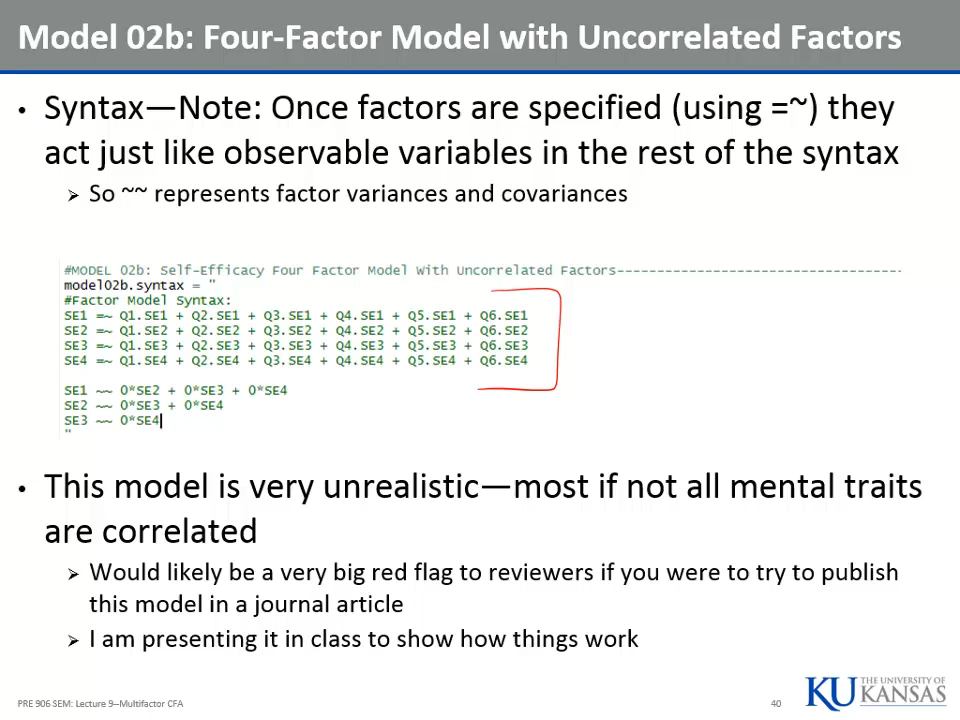 Model 02b: Four-Factor Model with Uncorrelated Factors
• Syntax—Note: Once factors are specified (using =~) they
act just like observable variables in the rest of the syntax
➢ So ~~ represents factor variances and covariances
#MODEL 02b: Self-Efficacy Four Factor Model With Uncorrelated Factors------------------------------------
model02b.syntax = "
#Factor Model Syntax:
SE1 =~ Q1.SE1 + Q2.SE1 + Q3.SE1 + Q4.SE1 + Q5.SE1 + Q6.SE1
SE2 =~ Q1.SE2 + Q2.SE2 + Q3.SE2 + Q4.SE2 + Q5.SE2 + Q6.SE2
SE3 =~ Q1.SE3 + Q2.SE3 + Q3.SE3 + Q4.SE3 + Q5.SE3 + Q6.SE3
SE4 =~ Q1.SE4 + Q2.SE4 + Q3.SE4 + Q4.SE4 + Q5.SE4 + Q6.SE4
SE1 ~~ 0*SE2 + 0*SE3 + 0*SE4
SE2 ~~ 0*SE3 + 0*SE4
SE3 ~~ 0*SE4
"
• This model is very unrealistic—most if not all mental traits
are correlated
➢ Would likely be a very big red flag to reviewers if you were to try to publish
this model in a journal article
➢ I am presenting it in class to show how things work
PRE 906 SEM: Lecture 9--Multifactor CFA
40
KU THE UNIVERSITY OF
KANSAS